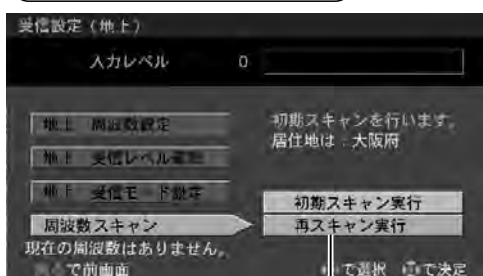 受信設定(地上)
入力レベル 0
地上 周波数設定
初期スキャンを行います。
居住地は:大阪府
地上 受信レベル
地上 受信モード設定
初期スキャン実行
周波数スキャン
再スキャン実行
現在の周波数はありません。
で前画面
で選択
で決定